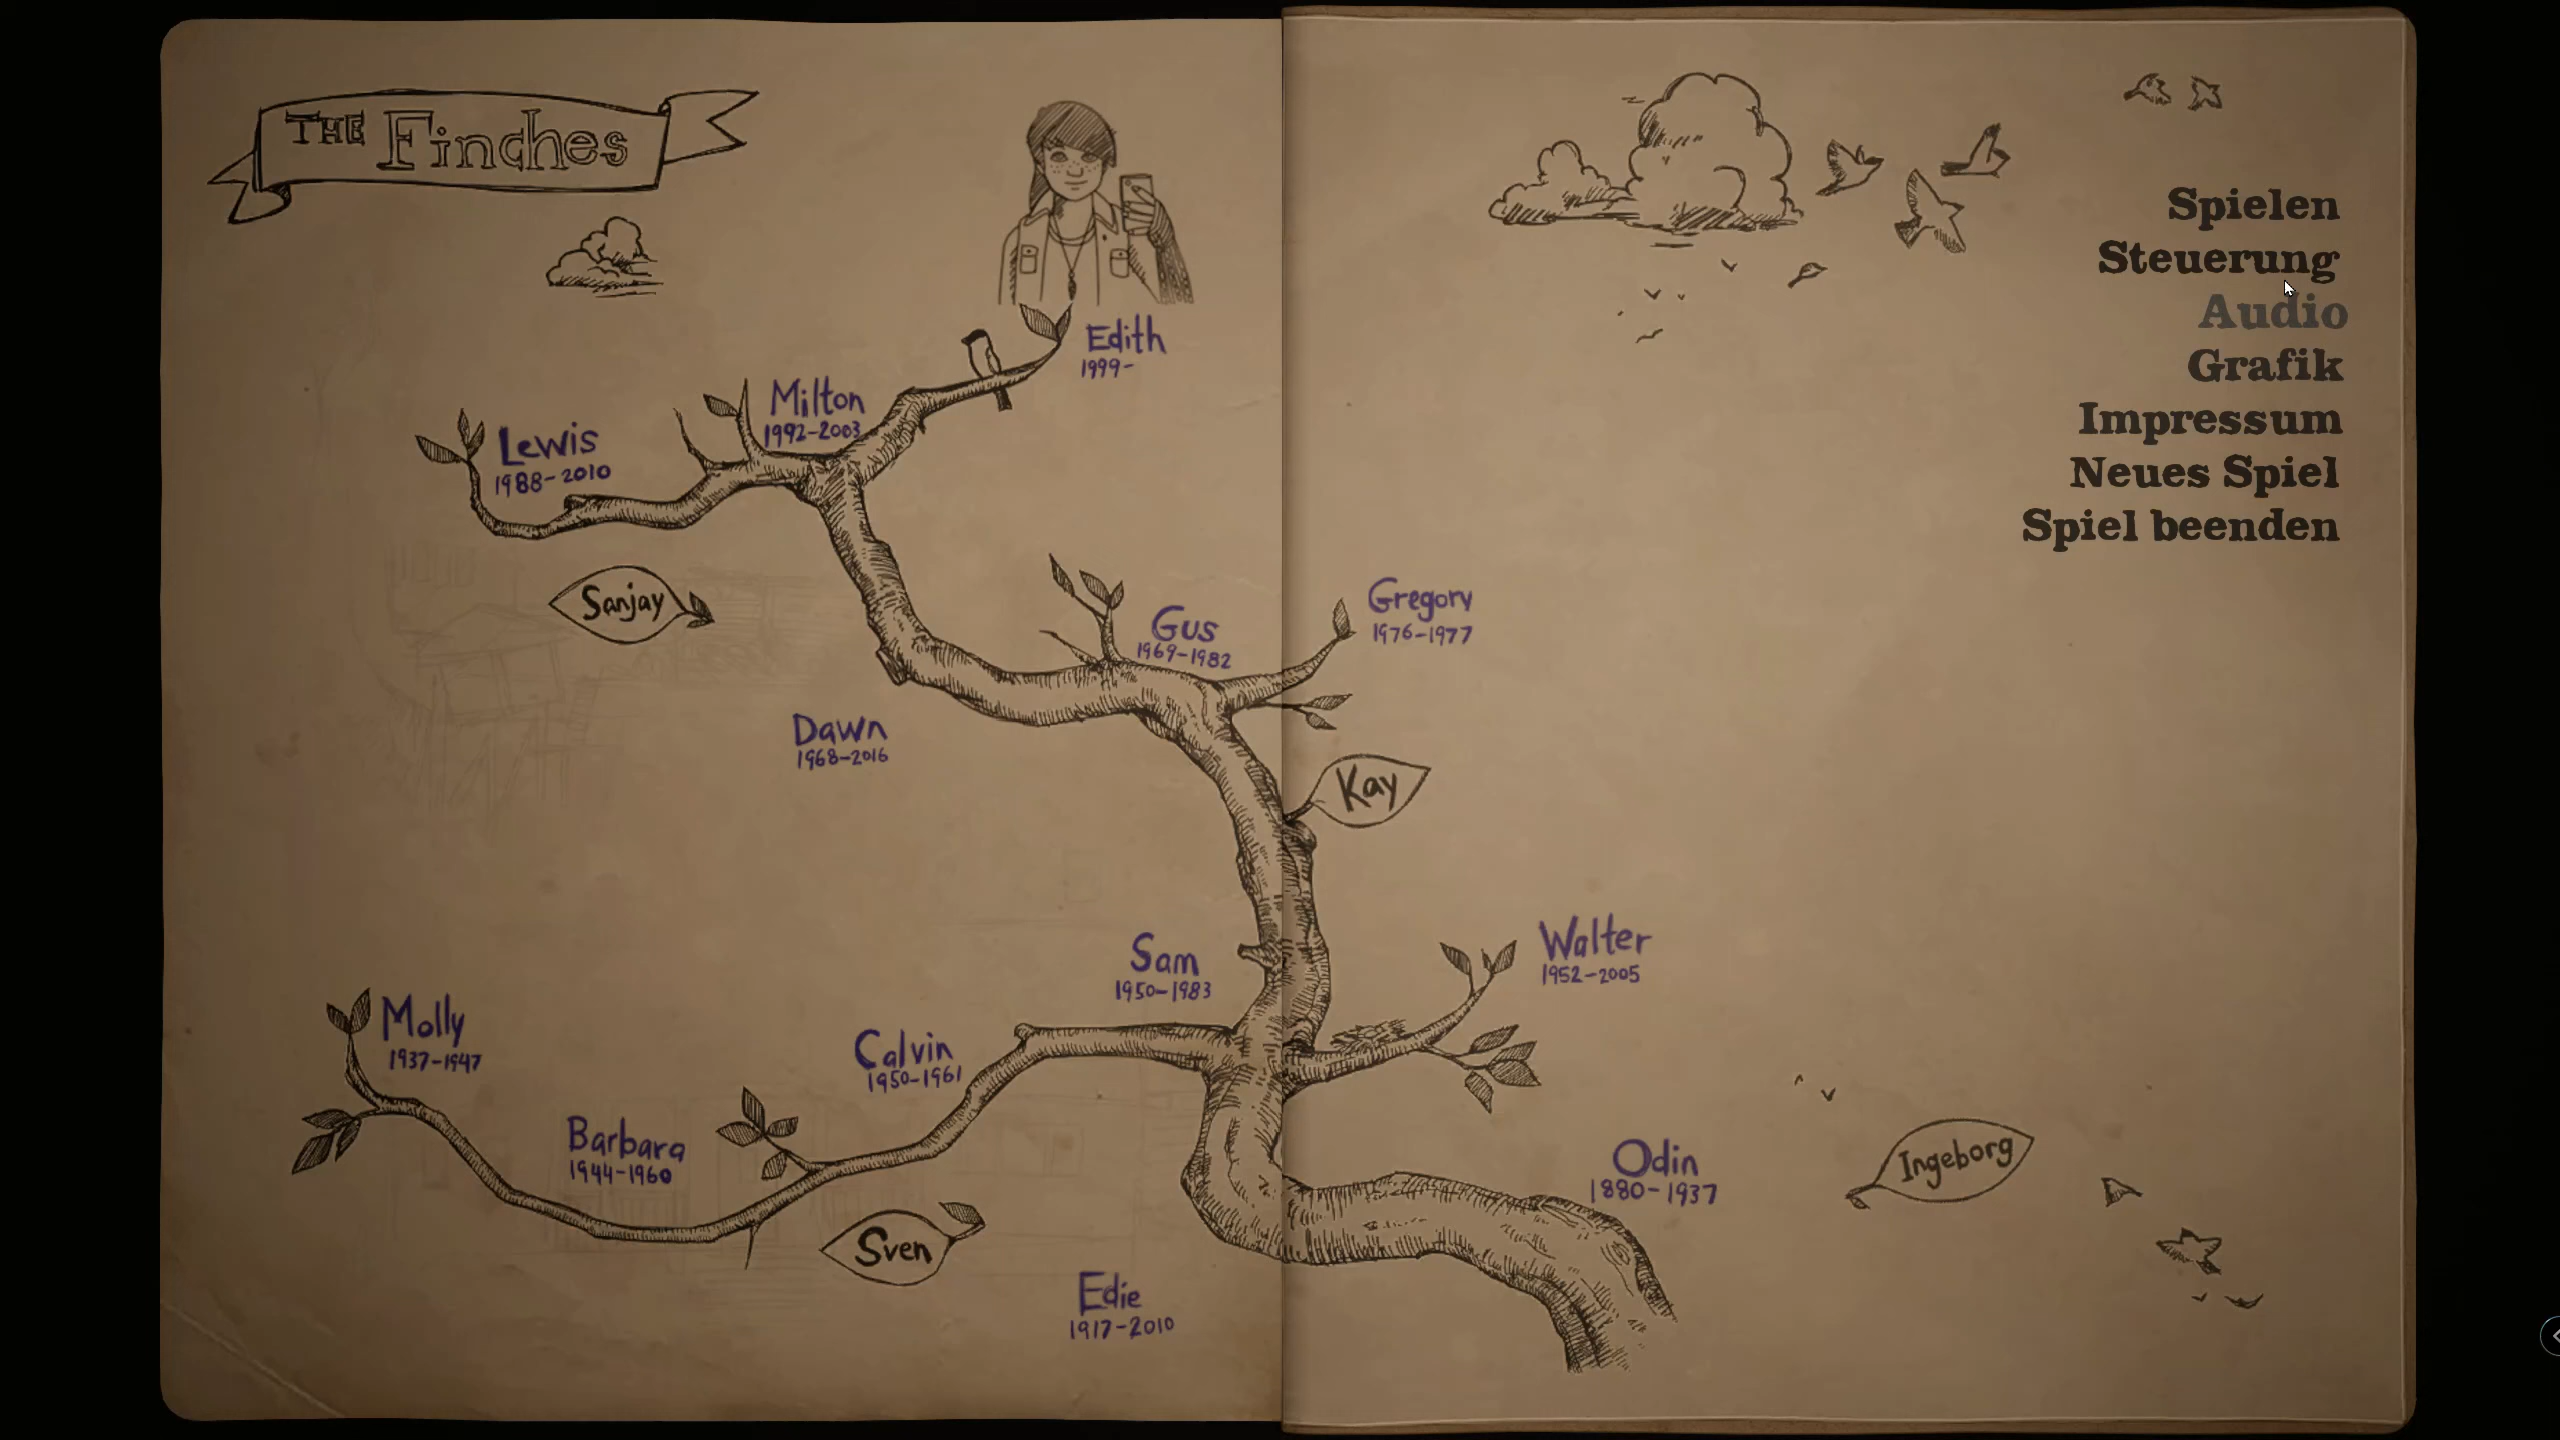 THE Finches
Edith
1999-
Milton
1992-2003
Lewis
1988-2010
Sanjay
Gus
1969-1982
Gregory
1976-1977
Dawn
1968-2016
Kay
Sam
1950-1983
Walter
1952-2005
Molly
1937-1947
Calvin
1950-1961
Barbara
1944-1960
Sven
Odin
1880-1937
Ingeborg
Edie
1917-2010
Spielen
Steuerung
Audio
Grafik
Impressum
Neues Spiel
Spiel beenden